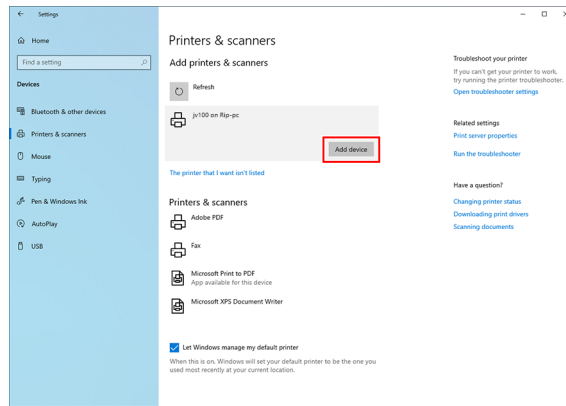 Settings
Home
Find a setting
Devices
Bluetooth & other devices
Printers & scanners
Mouse
Typing
Pen & Windows Ink
AutoPlay
USB
Printers & scanners
Add printers & scanners
Refresh
jv100 on Rip-pc
Add device
The printer that I want isn't listed
Printers & scanners
Adobe PDF
Fax
Microsoft Print to PDF
App available for this device
Microsoft XPS Document Writer
Let Windows manage my default printer
When this is on, Windows will set your default printer to be the one you
used most recently at your current location.
Troubleshoot your printer
If you can't get your printer to work,
try running the printer troubleshooter.
Open troubleshooter settings
Related settings
Print server properties
Run the troubleshooter
Have a question?
Changing printer status
Downloading print drivers
Scanning documents